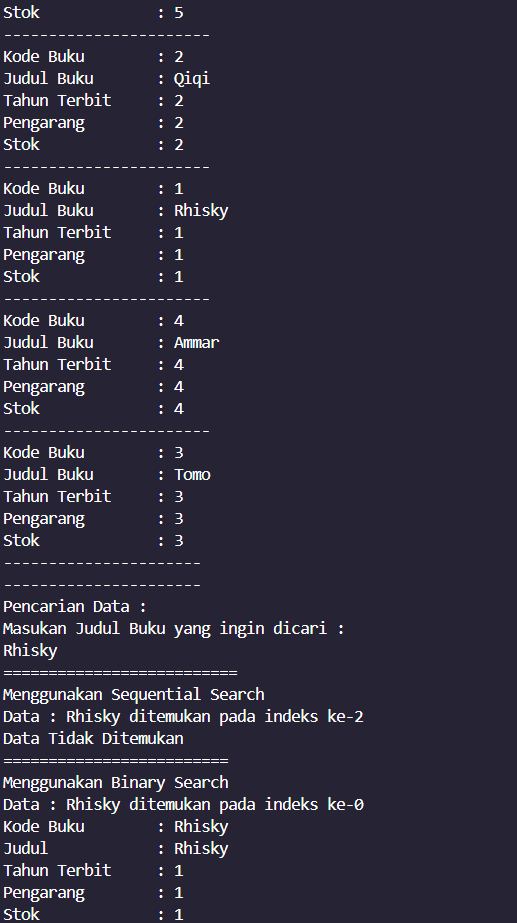 Stok : 5
-----------------------
Kode Buku : 2
Judul Buku : Qiqi
Tahun Terbit : 2
Pengarang : 2
Stok : 2
-----------------------
Kode Buku : 1
Judul Buku : Rhisky
Tahun Terbit : 1
Pengarang : 1
Stok : 1
-----------------------
Kode Buku : 4
Judul Buku : Ammar
Tahun Terbit : 4
Pengarang : 4
Stok : 4
-----------------------
Kode Buku : 3
Judul Buku : Tomo
Tahun Terbit : 3
Pengarang : 3
Stok : 3
----------------------
----------------------
Pencarian Data :
Masukan Judul Buku yang ingin dicari :
Rhisky
==========================
Menggunakan Sequential Search
Data : Rhisky ditemukan pada indeks ke-2
Data Tidak Ditemukan
=========================
Menggunakan Binary Search
Data : Rhisky ditemukan pada indeks ke-0
Kode Buku : Rhisky
Judul : Rhisky
Tahun Terbit : 1
Pengarang : 1
Stok : 1